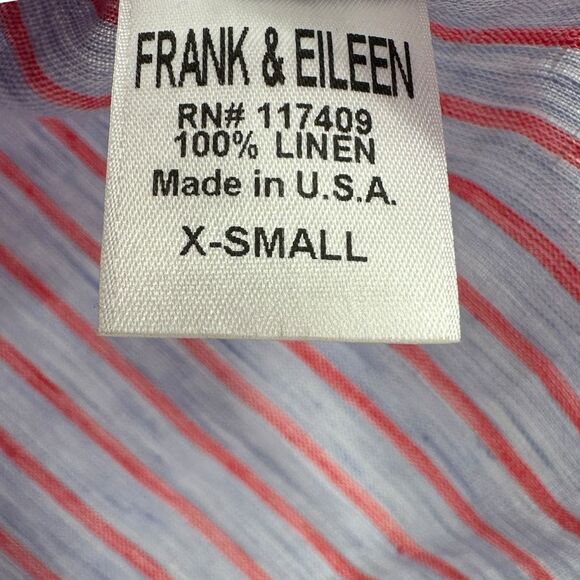 FRANK & EILEEN
RN# 117409
100% LINEN
Made in U.S.A.
X-SMALL